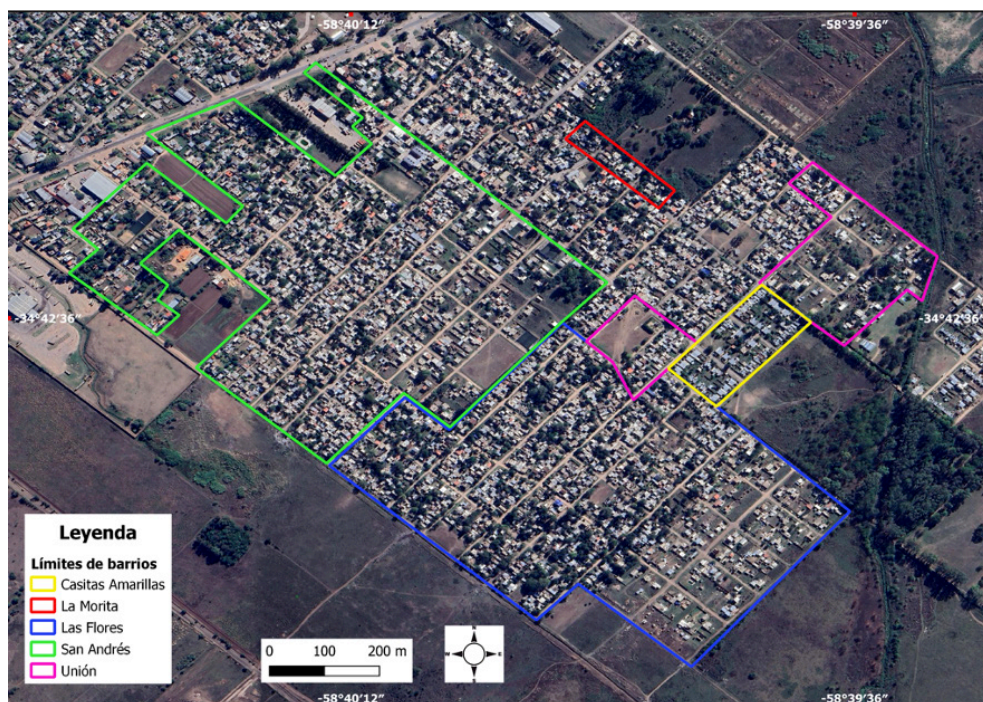 -58°40′12″
-58°39′36″
-34°42′36″
-34°42′36″
Leyenda
Límites de barrios
Casitas Amarillas
La Morita
Las Flores
San Andrés
Unión
0 100 200 m
N
W E
S
-58°40′12″
-58°39′36″